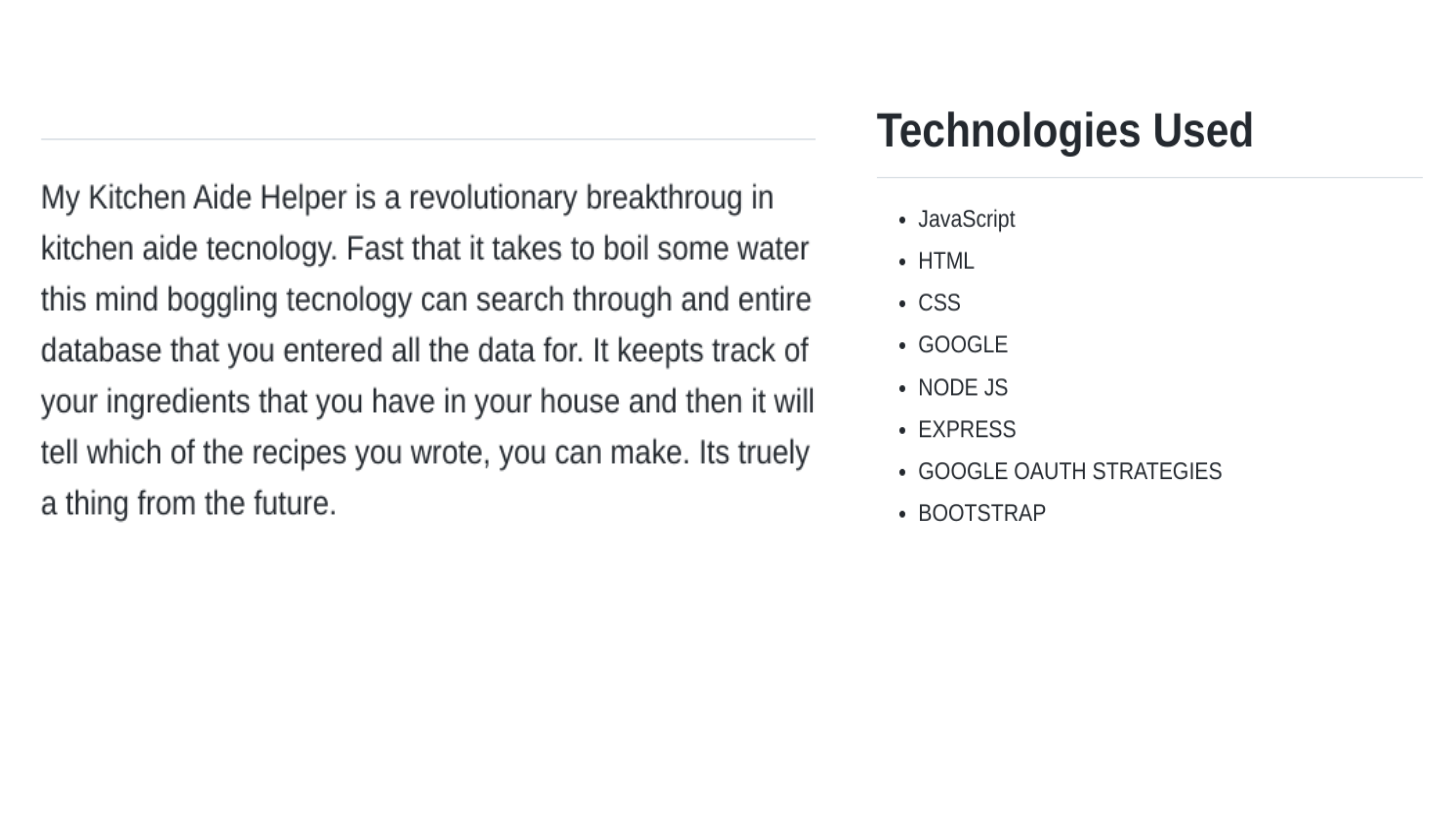 My Kitchen Aide Helper is a revolutionary breakthroug in
kitchen aide tecnology. Fast that it takes to boil some water
this mind boggling tecnology can search through and entire
database that you entered all the data for. It keepts track of
your ingredients that you have in your house and then it will
tell which of the recipes you wrote, you can make. Its truely
a thing from the future.
Technologies Used
• JavaScript
• HTML
• CSS
• GOOGLE
• NODE JS
• EXPRESS
• GOOGLE OAUTH STRATEGIES
• BOOTSTRAP